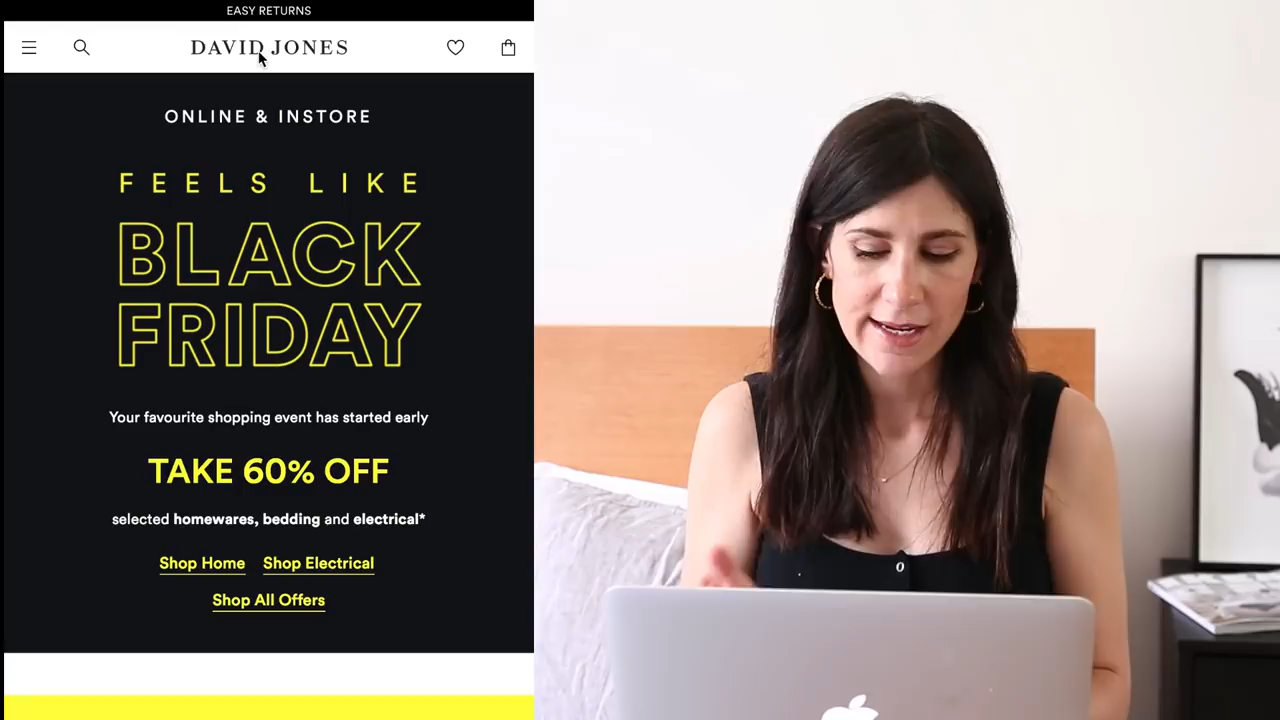 EASY RETURNS
DAVID JONES
ONLINE & INSTORE
FEELS LIKE
BLACK
FRIDAY
Your favourite shopping event has started early
TAKE 60% OFF
selected homewares, bedding and electrical*
Shop Home Shop Electrical
Shop All Offers